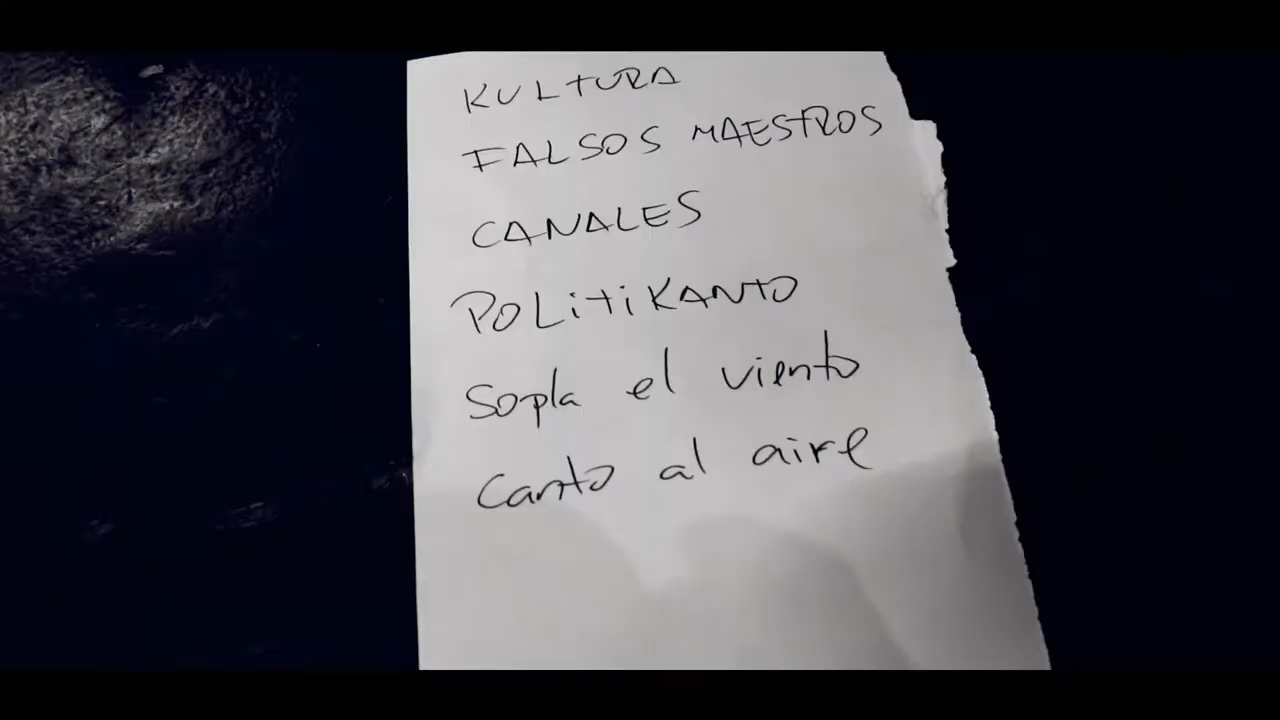 KULTURA
FALSOS MAESTROS
CANALES
POLiTiKANTO
Sopla el viento
Canto al aire